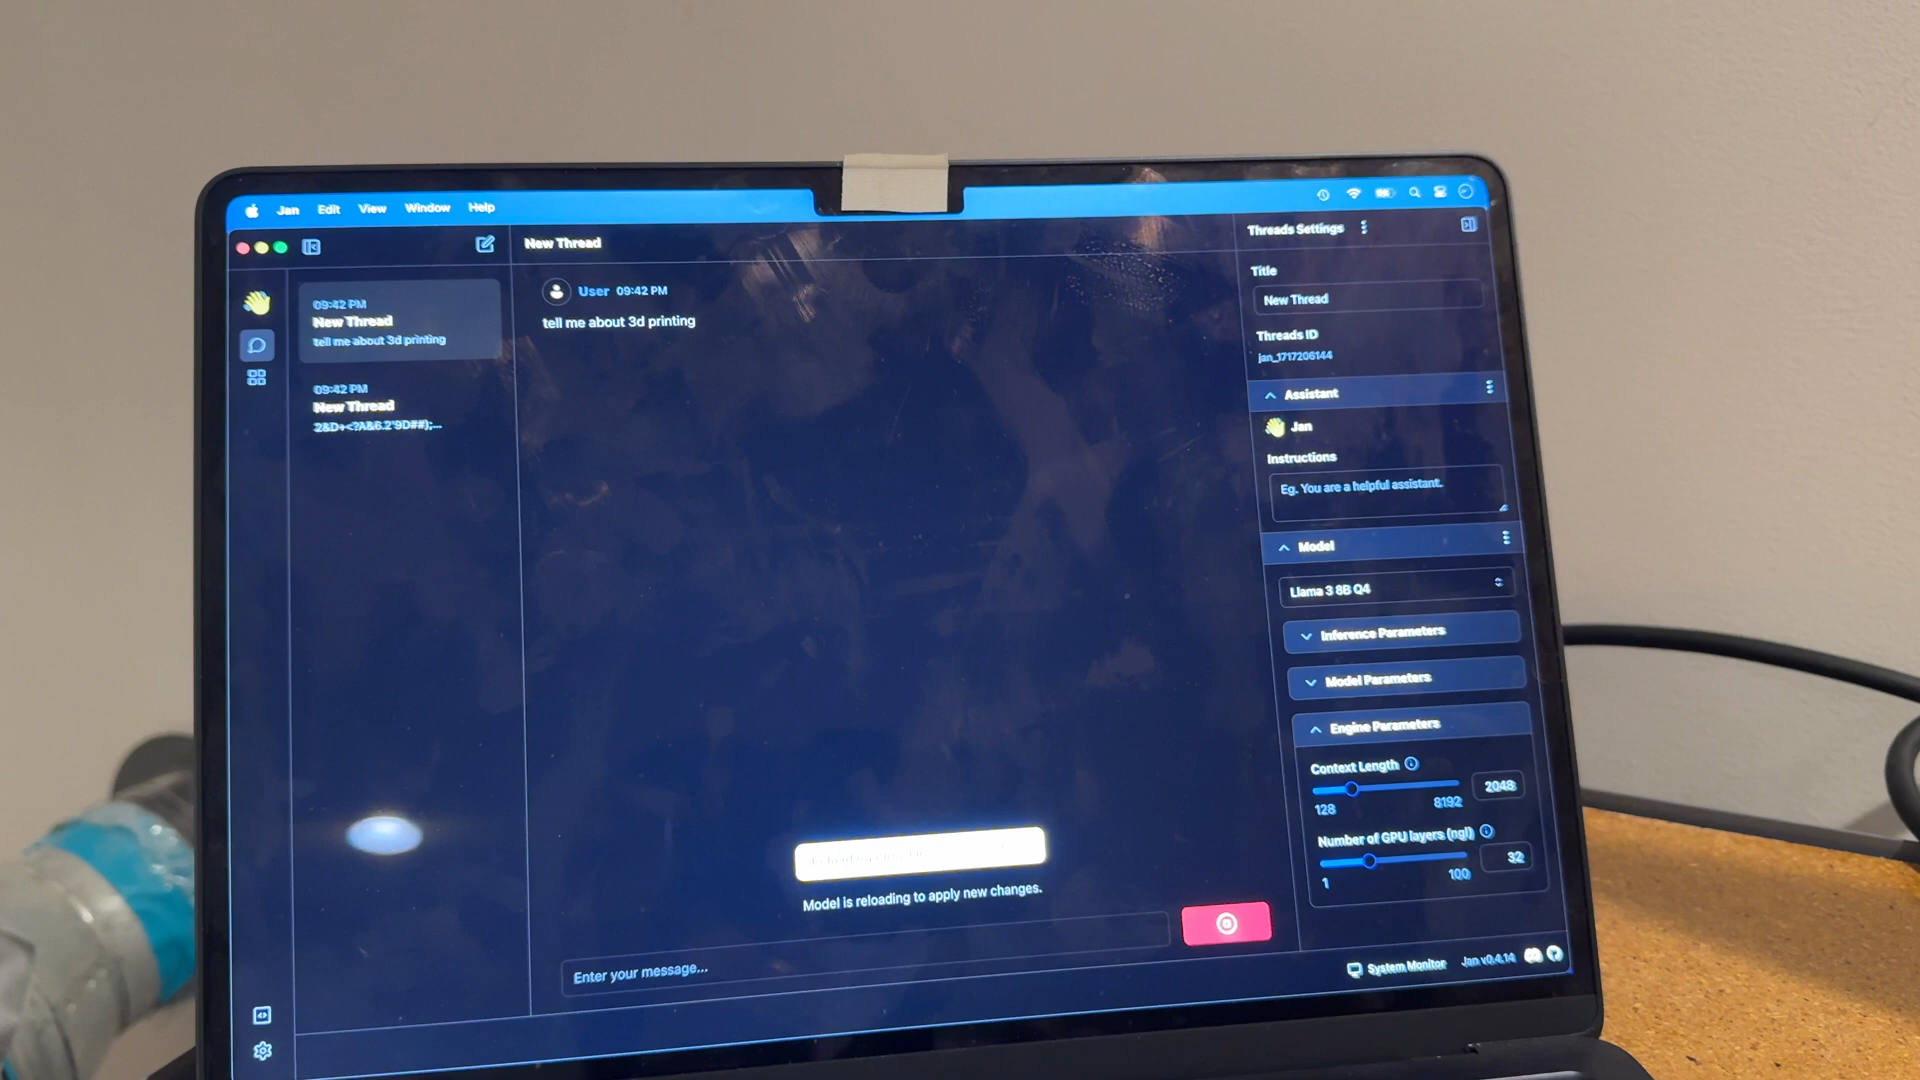 Jan Edit View Window Help
New Thread
09:42 PM
New Thread
tell me about 3d printing
09:42 PM
New Thread
2&D+<?A&6.2'9D##);...
User 09:42 PM
tell me about 3d printing
Model is reloading to apply new changes.
Enter your message...
Threads Settings
Title
New Thread
Threads ID
jan_1717206144
Assistant
Jan
Instructions
Eg. You are a helpful assistant.
Model
Llama 3 8B Q4
Inference Parameters
Model Parameters
Engine Parameters
Context Length
2048
128 8192
Number of GPU layers (ngl)
32
1 100
System Monitor Jan v0.4.14